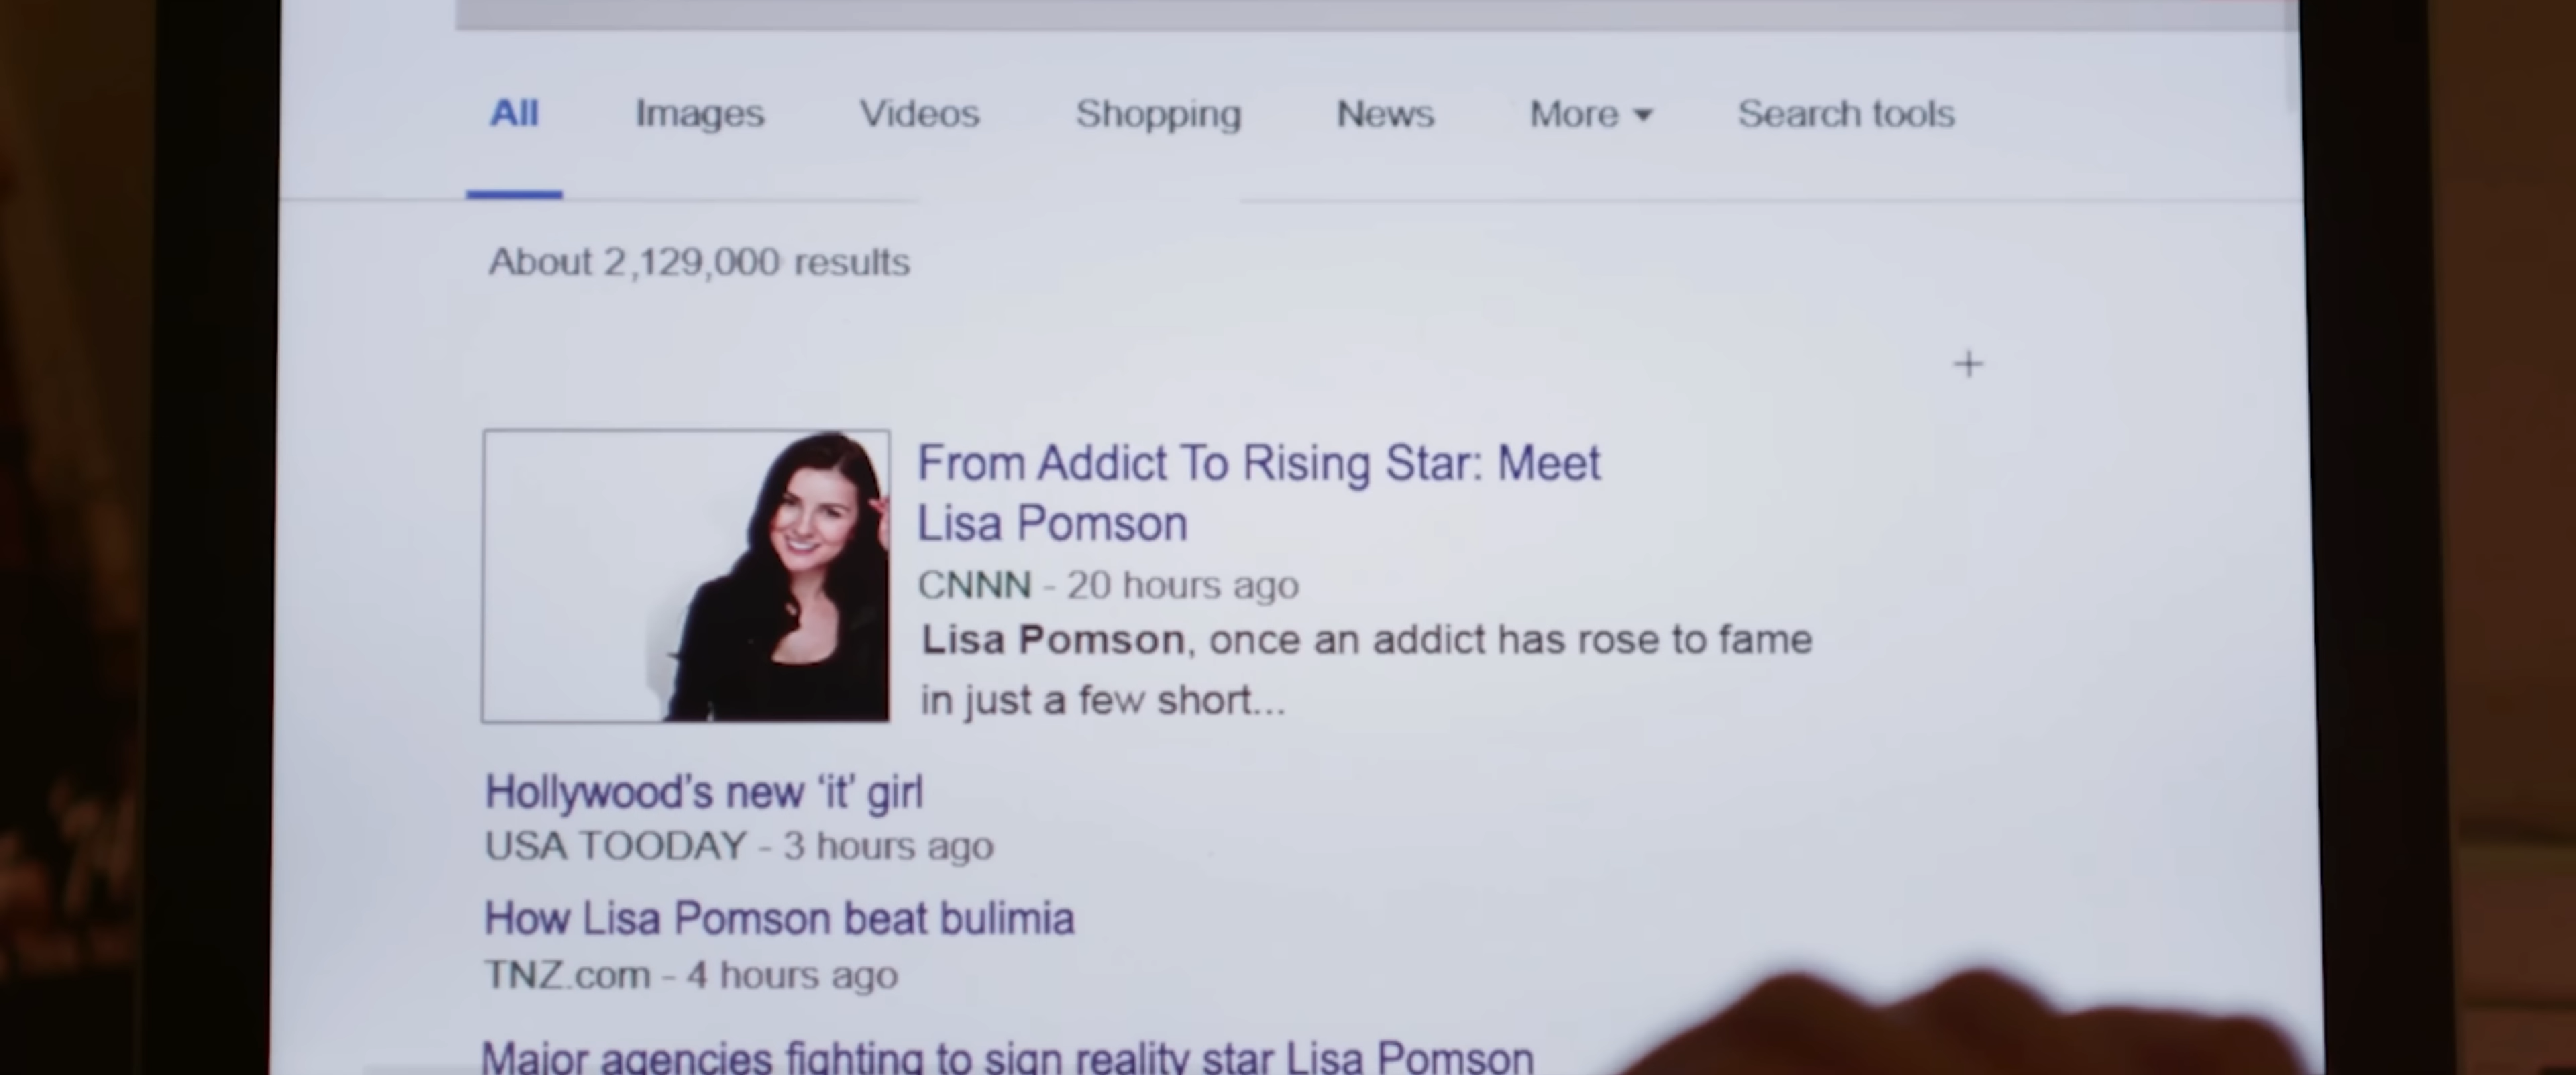 All Images Videos Shopping News More Search tools
About 2,129,000 results
From Addict To Rising Star: Meet
Lisa Pomson
CNNN - 20 hours ago
Lisa Pomson, once an addict has rose to fame
in just a few short...
Hollywood's new 'it' girl
USA TOODAY - 3 hours ago
How Lisa Pomson beat bulimia
TNZ.com - 4 hours ago
Major agencies fighting to sign reality star Lisa Pomson